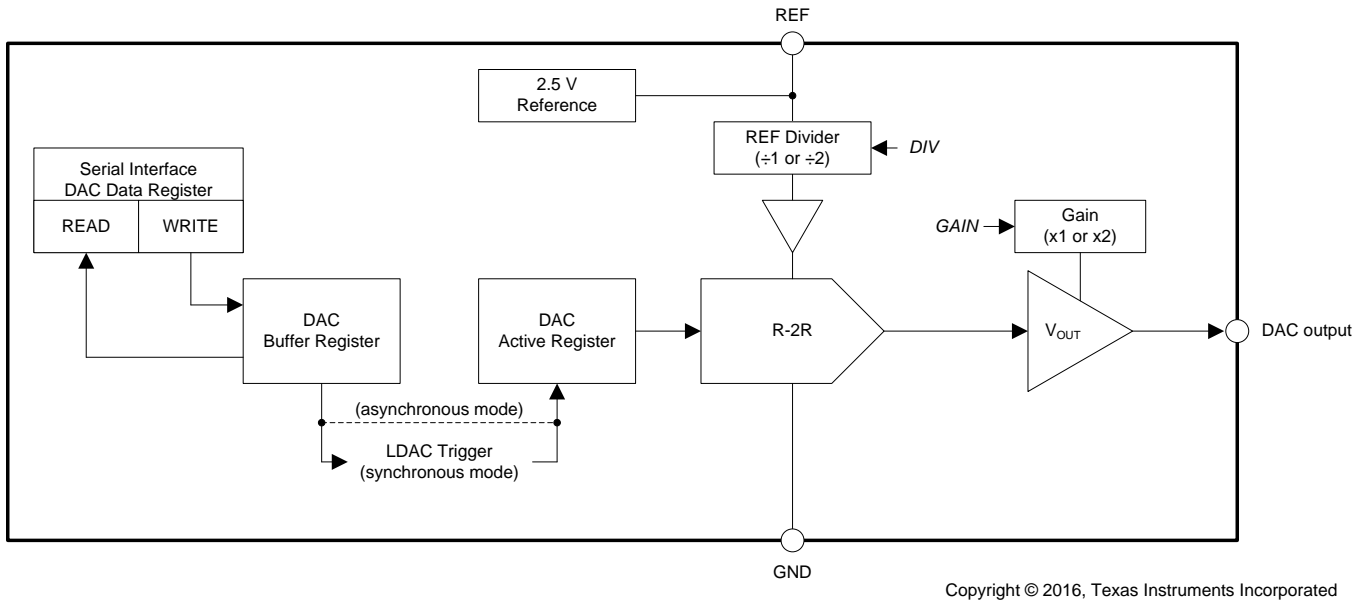 REF
2.5 V
Reference
REF Divider
(÷1 or ÷2)
DIV
Serial Interface
DAC Data Register
READ
WRITE
GAIN
Gain
(x1 or x2)
DAC
Buffer Register
DAC
Active Register
R-2R
VOUT
DAC output
(asynchronous mode)
LDAC Trigger
(synchronous mode)
GND
Copyright © 2016, Texas Instruments Incorporated